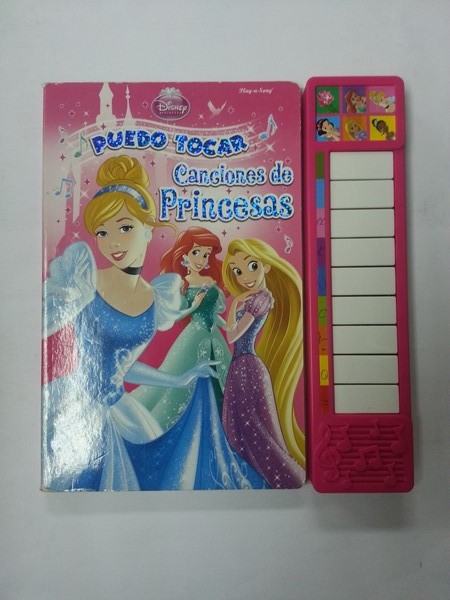 Play-a-Song
Disney
PUEDO TOCAR
Canciones de
Princesas